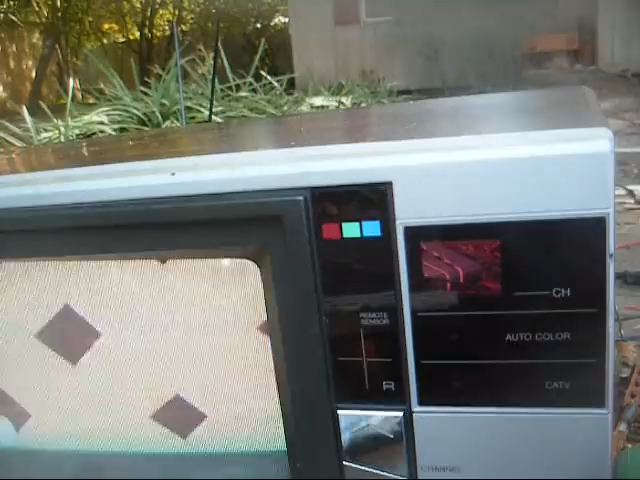 CH
REMOTE
SENSOR
AUTO COLOR
R
CATV
CHANNEL